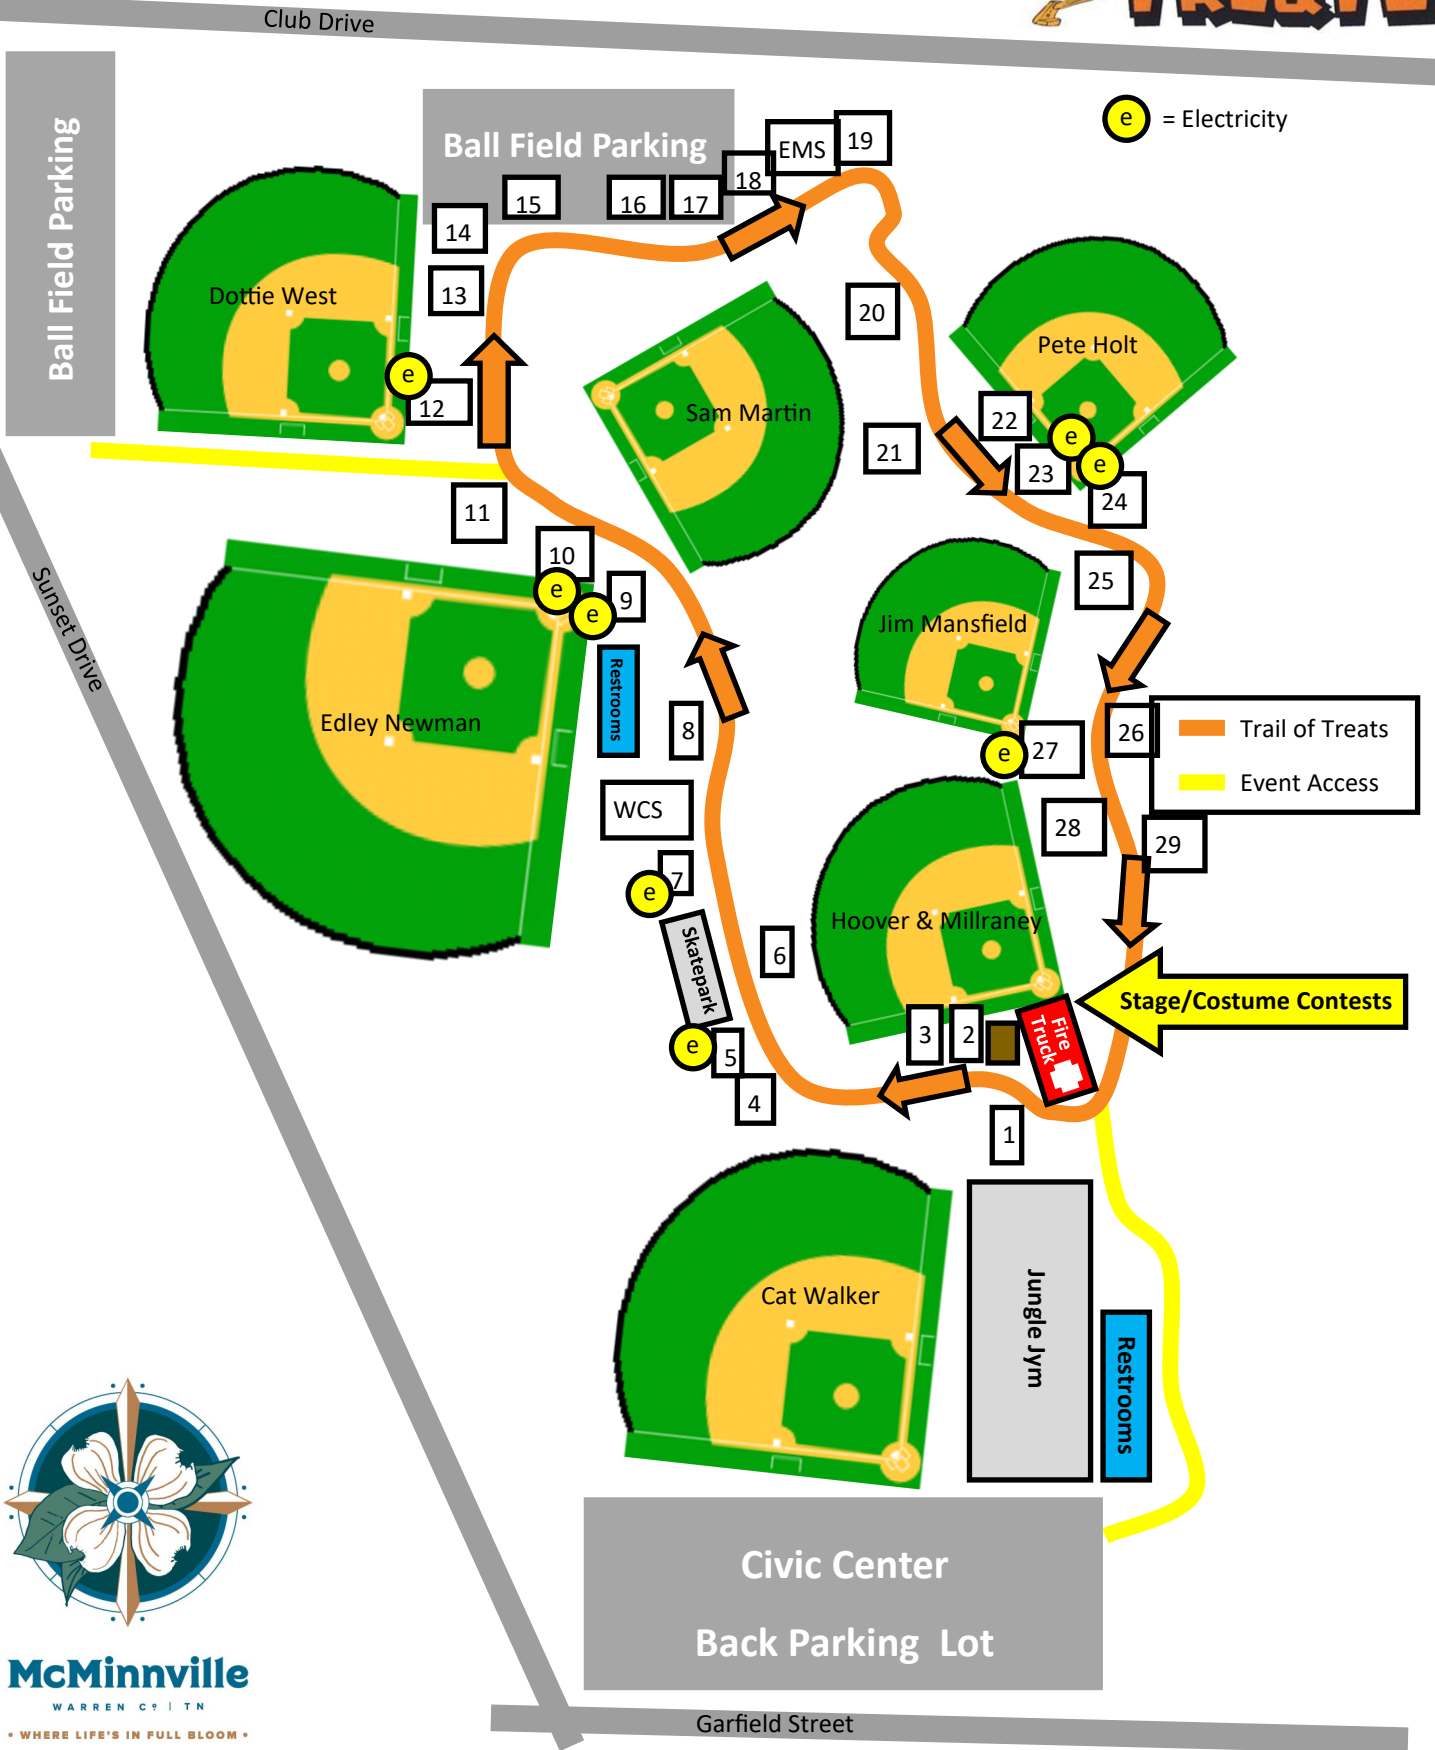 Club Drive
Ball Field Parking
Ball Field Parking
e
= Electricity
EMS
19
18
17
16
15
14
13
Dottie West
e
12
20
Pete Holt
Sam Martin
22
e
e
21
23
24
11
10
e
e
9
25
Sunset Drive
Jim Mansfield
Restrooms
Edley Newman
8
26
Trail of Treats
Event Access
e
27
WCS
28
29
7
e
Skatepark
Hoover & Millraney
6
Stage/Costume Contests
3
2
Fire
Truck
e
5
4
1
Cat Walker
Jungle Jym
Restrooms
Civic Center
Back Parking Lot
McMinnville
WARREN Co | TN
• WHERE LIFE'S IN FULL BLOOM •
Garfield Street